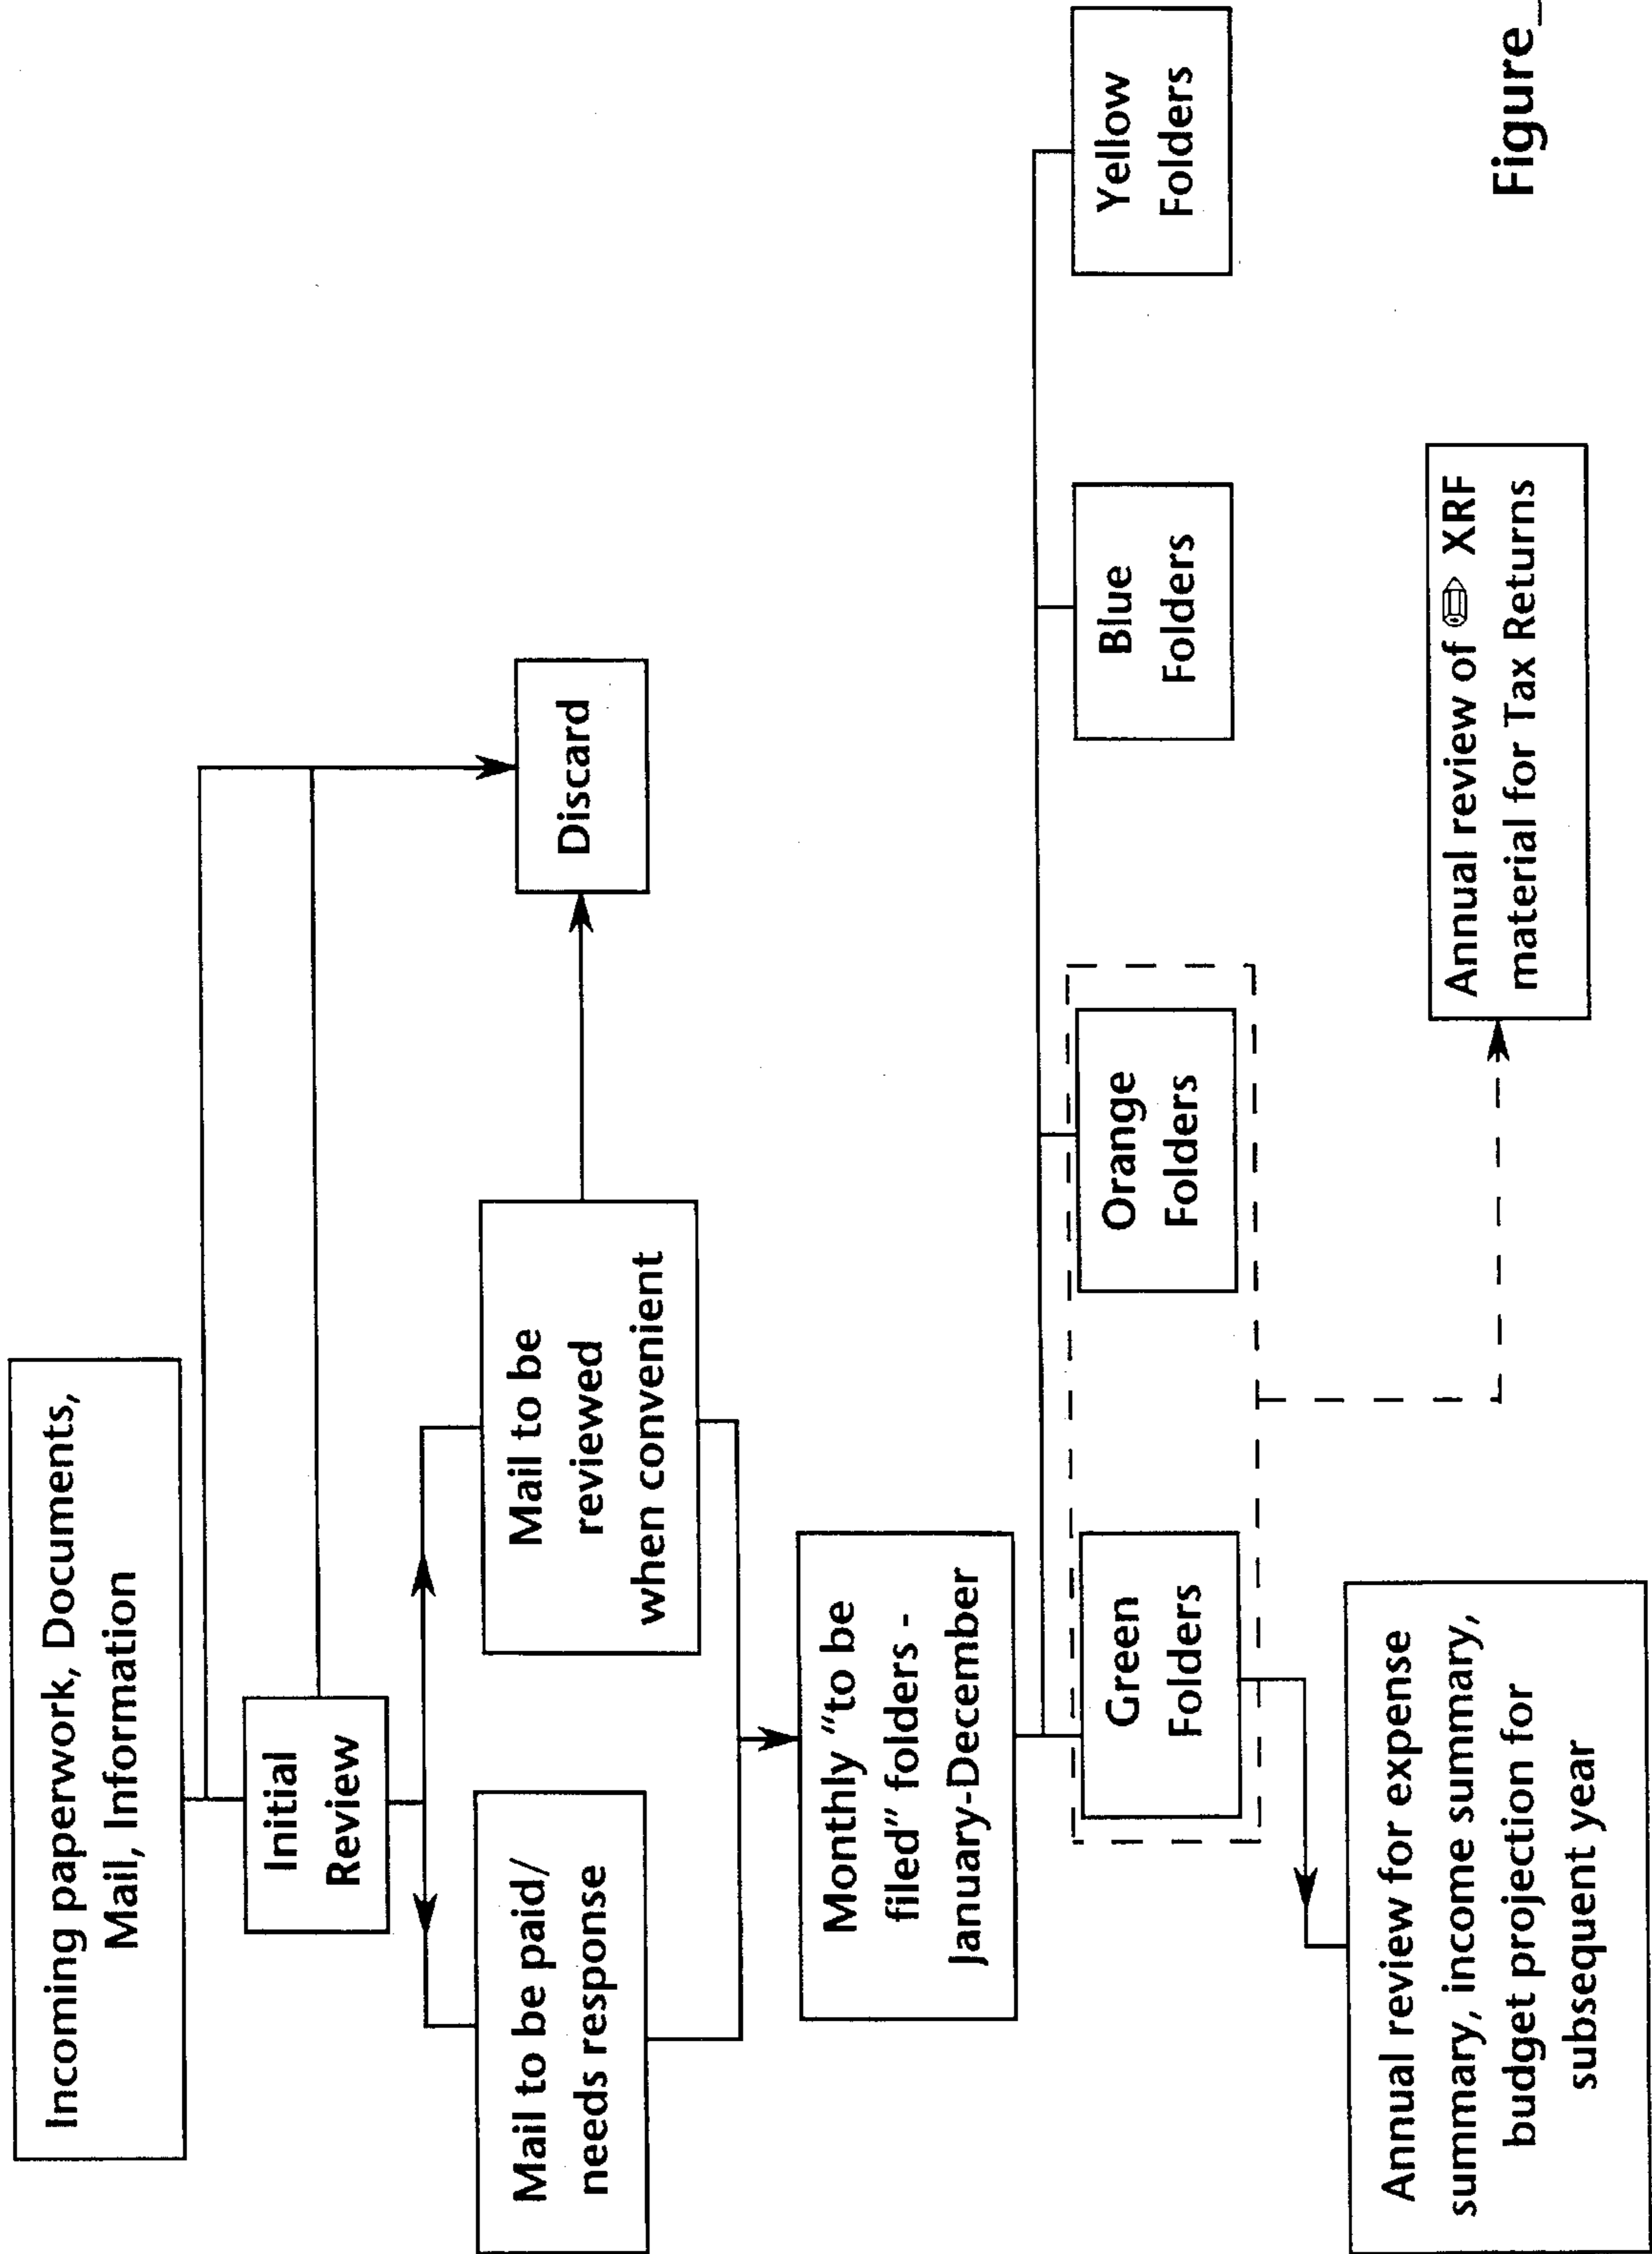 Incoming paperwork, Documents,
Mail, Information
Initial
Review
Mail to be paid/
needs response
Mail to be
reviewed
when convenient
Discard
Monthly "to be
filed" folders -
January-December
Green
Folders
Orange
Folders
Blue
Folders
Yellow
Folders
Annual review for expense
summary, income summary,
budget projection for
subsequent year
Annual review of ✏ XRF
material for Tax Returns
Figure_